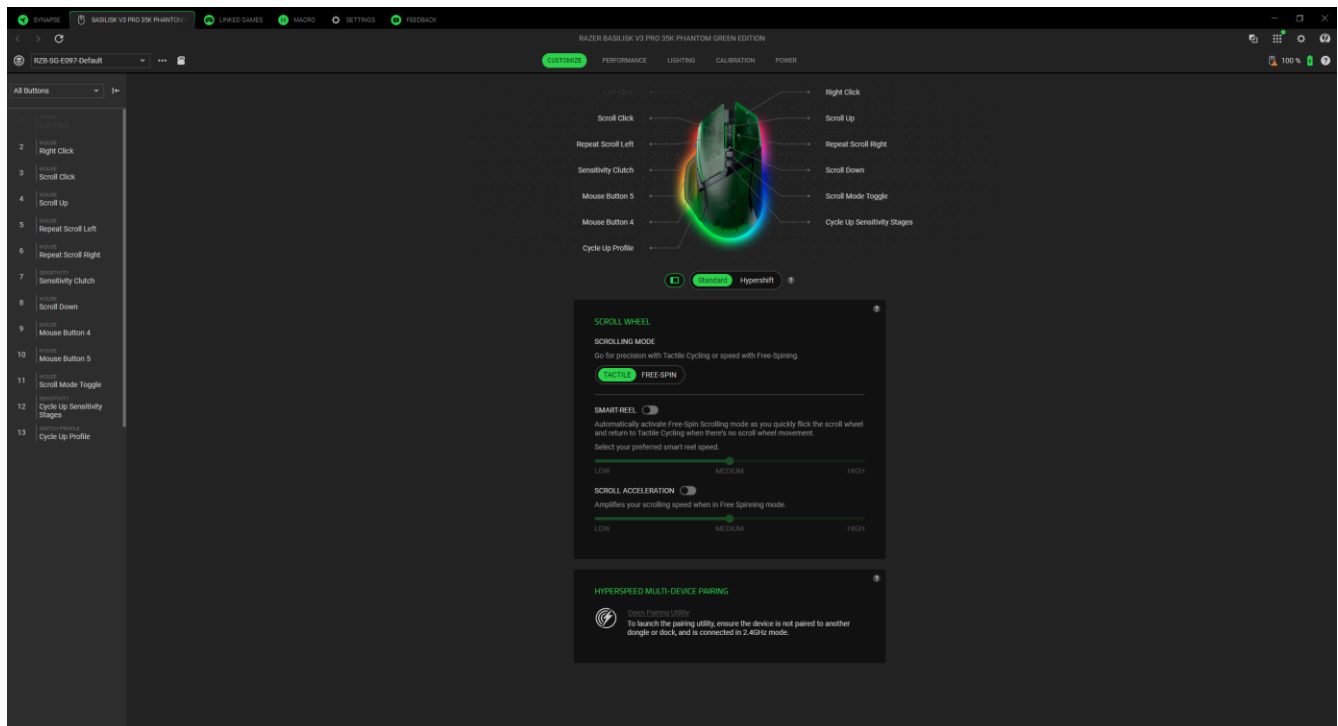 SYNAPSE
BASILISK V3 PRO 35K PHANTOM
LINKED GAMES
MACRO
SETTINGS
FEEDBACK
RAZER BASILISK V3 PRO 35K PHANTOM GREEN EDITION
RZB-SG-E097-Default
CUSTOMIZE
PERFORMANCE
LIGHTING
CALIBRATION
POWER
100 %
All Buttons
1
MOUSE
Left Click
2
MOUSE
Right Click
3
MOUSE
Scroll Click
4
MOUSE
Scroll Up
5
MOUSE
Repeat Scroll Left
6
MOUSE
Repeat Scroll Right
7
SENSITIVITY
Sensitivity Clutch
8
MOUSE
Scroll Down
9
MOUSE
Mouse Button 4
10
MOUSE
Mouse Button 5
11
MOUSE
Scroll Mode Toggle
12
SENSITIVITY
Cycle Up Sensitivity
Stages
13
SWITCH PROFILE
Cycle Up Profile
Left Click
Scroll Click
Repeat Scroll Left
Sensitivity Clutch
Mouse Button 5
Mouse Button 4
Cycle Up Profile
Right Click
Scroll Up
Repeat Scroll Right
Scroll Down
Scroll Mode Toggle
Cycle Up Sensitivity Stages
Standard
Hypershift
?
?
SCROLL WHEEL
SCROLLING MODE
Go for precision with Tactile Cycling or speed with Free-Spining.
TACTILE
FREE-SPIN
SMART-REEL
Automatically activate Free-Spin Scrolling mode as you quickly flick the scroll wheel
and return to Tactile Cycling when there's no scroll wheel movement.
Select your preferred smart reel speed.
LOW
MEDIUM
HIGH
SCROLL ACCELERATION
Amplifies your scrolling speed when in Free Spinning mode.
LOW
MEDIUM
HIGH
?
HYPERSPEED MULTI-DEVICE PAIRING
Open Pairing Utility
To launch the pairing utility, ensure the device is not paired to another
dongle or dock, and is connected in 2.4GHz mode.